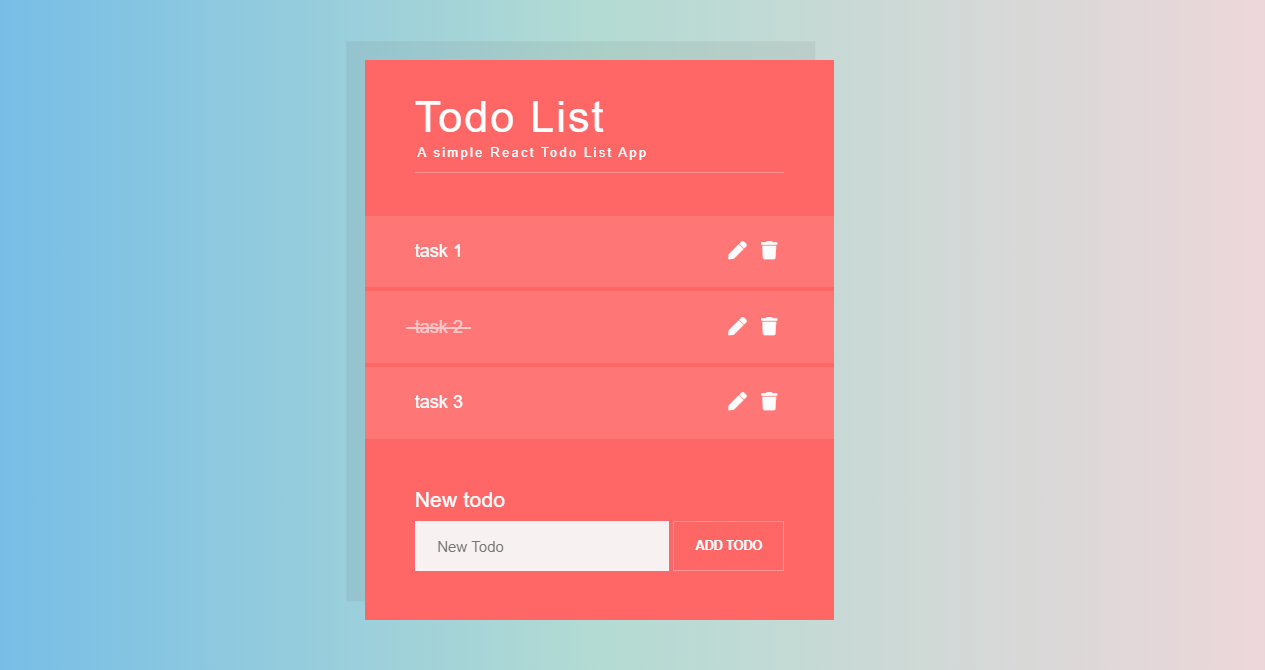 Todo List
A simple React Todo List App
task 1
task 2
task 3
New todo
New Todo
ADD TODO